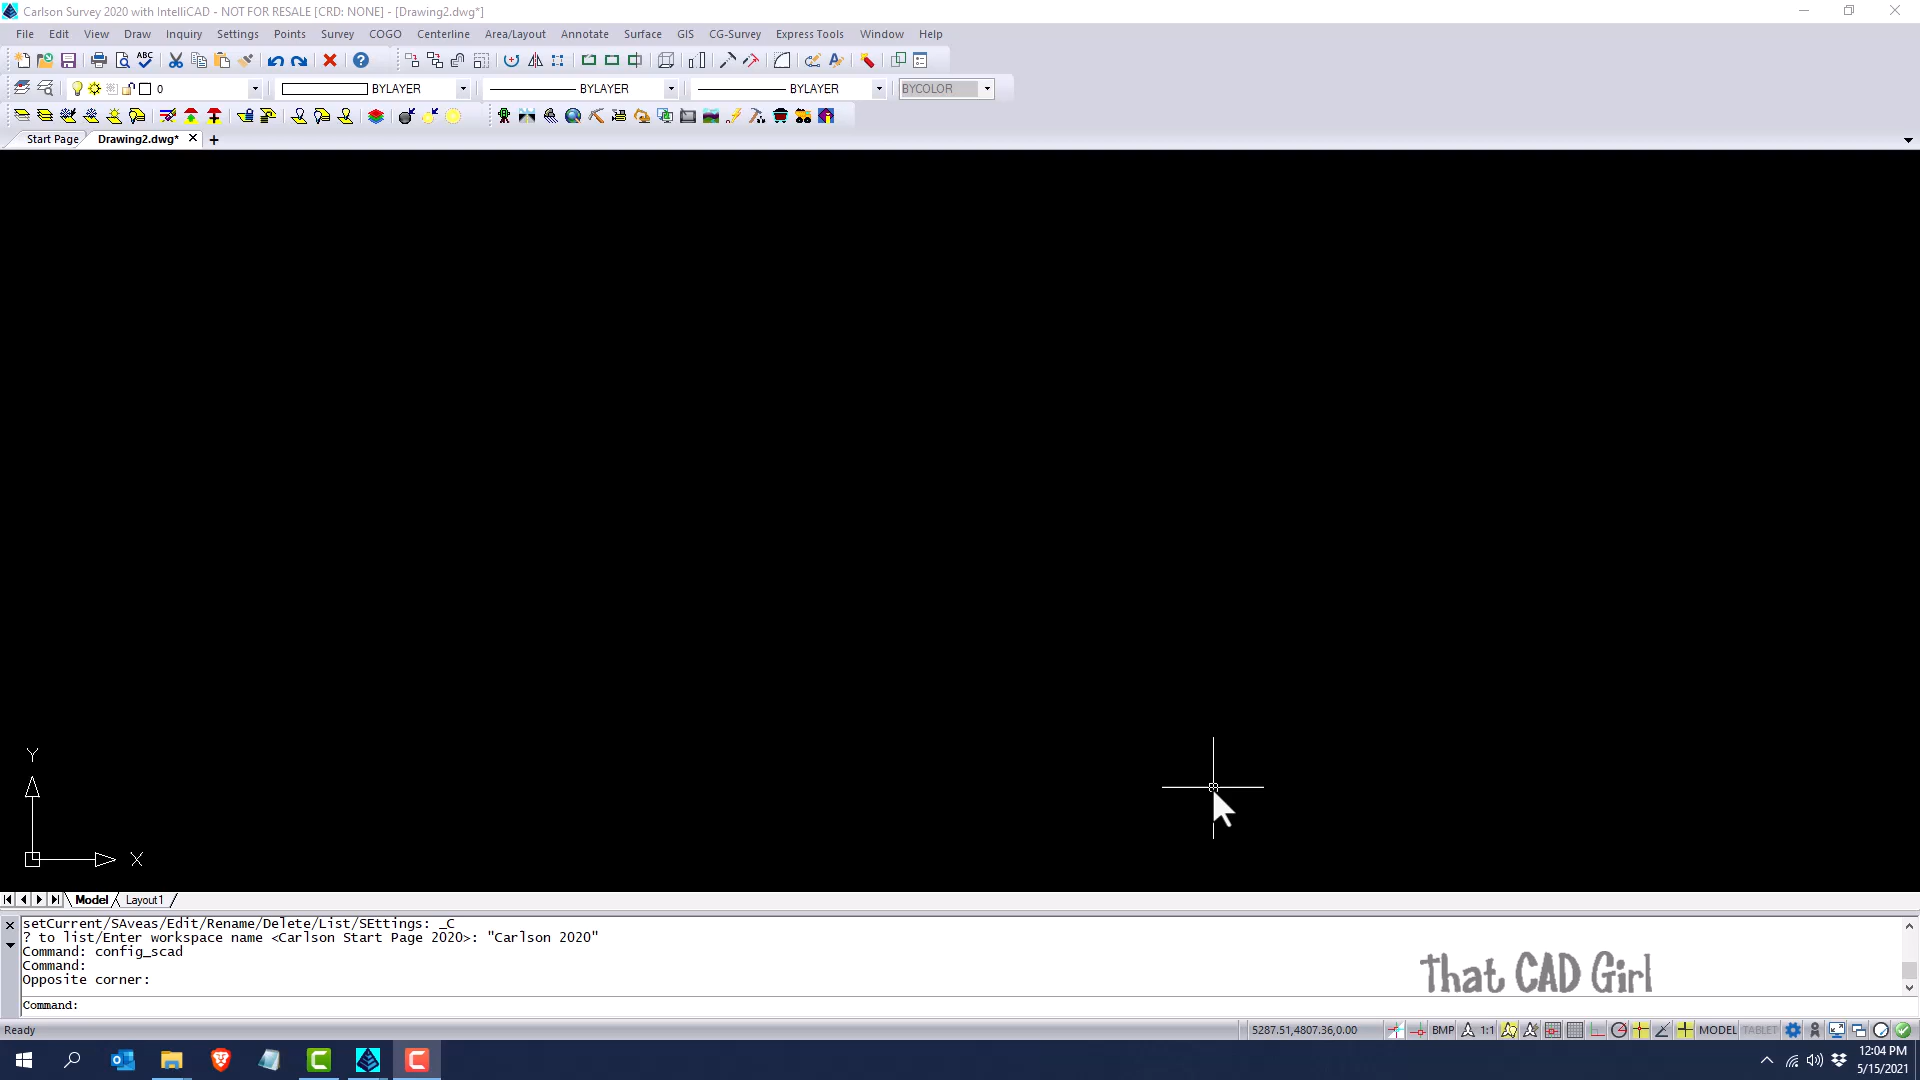 Carlson Survey 2020 with IntelliCAD - NOT FOR RESALE [CRD: NONE] - [Drawing2.dwg*]
File Edit View Draw Inquiry Settings Points Survey COGO Centerline Area/Layout Annotate Surface GIS CG-Survey Express Tools Window Help
ABC
0 BYLAYER BYLAYER BYLAYER BYCOLOR
Start Page Drawing2.dwg*
Y
X
Model Layout1
setCurrent/SAveas/Edit/Rename/Delete/List/SEttings: _C
? to list/Enter workspace name <Carlson Start Page 2020>: "Carlson 2020"
Command: config_scad
Command:
Opposite corner:
Command:
That CAD Girl
Ready 5287.51,4807.36,0.00 BMP 1:1 MODEL TABLET
12:04 PM
5/15/2021